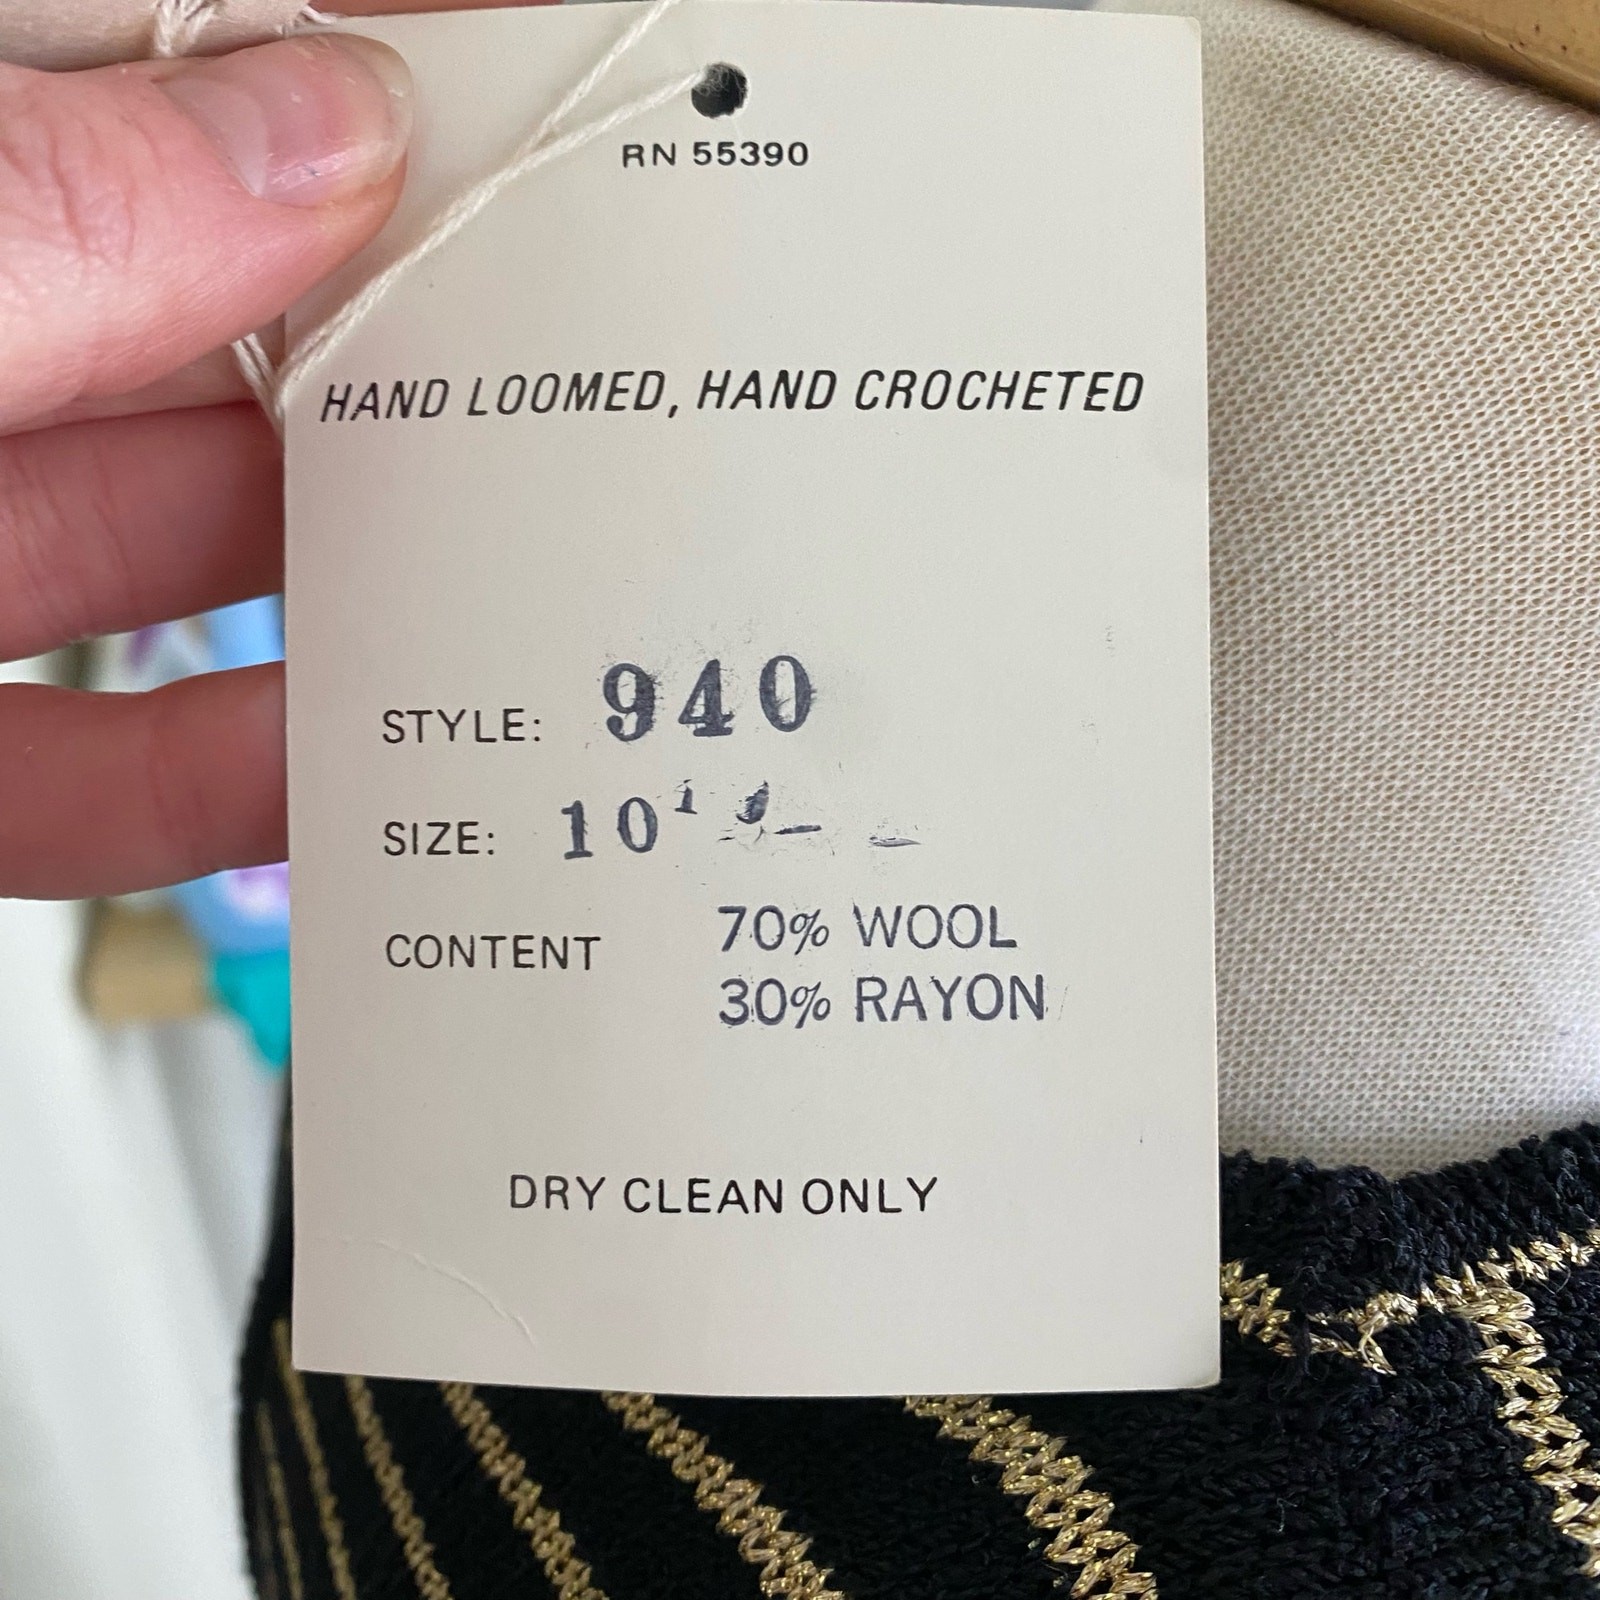 RN 55390
HAND LOOMED, HAND CROCHETED
STYLE: 940
SIZE: 10
CONTENT 70% WOOL
30% RAYON
DRY CLEAN ONLY